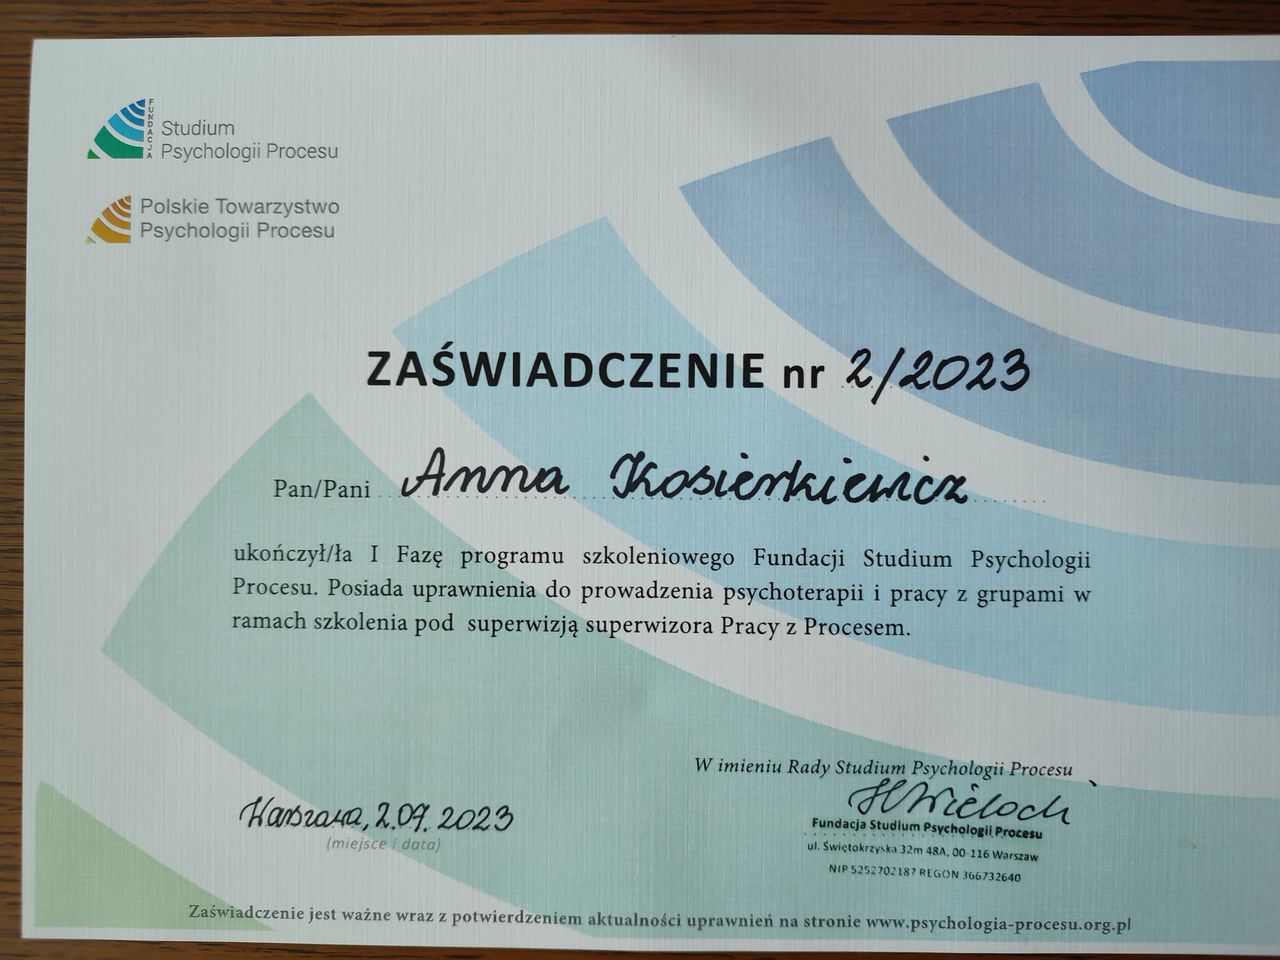 FUNDACJA
Studium
Psychologii Procesu
Polskie Towarzystwo
Psychologii Procesu
ZAŚWIADCZENIE nr 2/2023
Pan/Pani Anna Kosierkiewicz
ukończył/ła I Fazę programu szkoleniowego Fundacji Studium Psychologii
Procesu. Posiada uprawnienia do prowadzenia psychoterapii i pracy z grupami w
ramach szkolenia pod superwizją superwizora Pracy z Procesem.
W imieniu Rady Studium Psychologii Procesu
HWieloch
Fundacja Studium Psychologii Procesu
ul. Świętokrzyska 32m 48A, 00-116 Warszaw
NIP 5252702187 REGON 366732640
Warszawa, 2.09.2023
(miejsce i data)
Zaświadczenie jest ważne wraz z potwierdzeniem aktualności uprawnień na stronie www.psychologia-procesu.org.pl